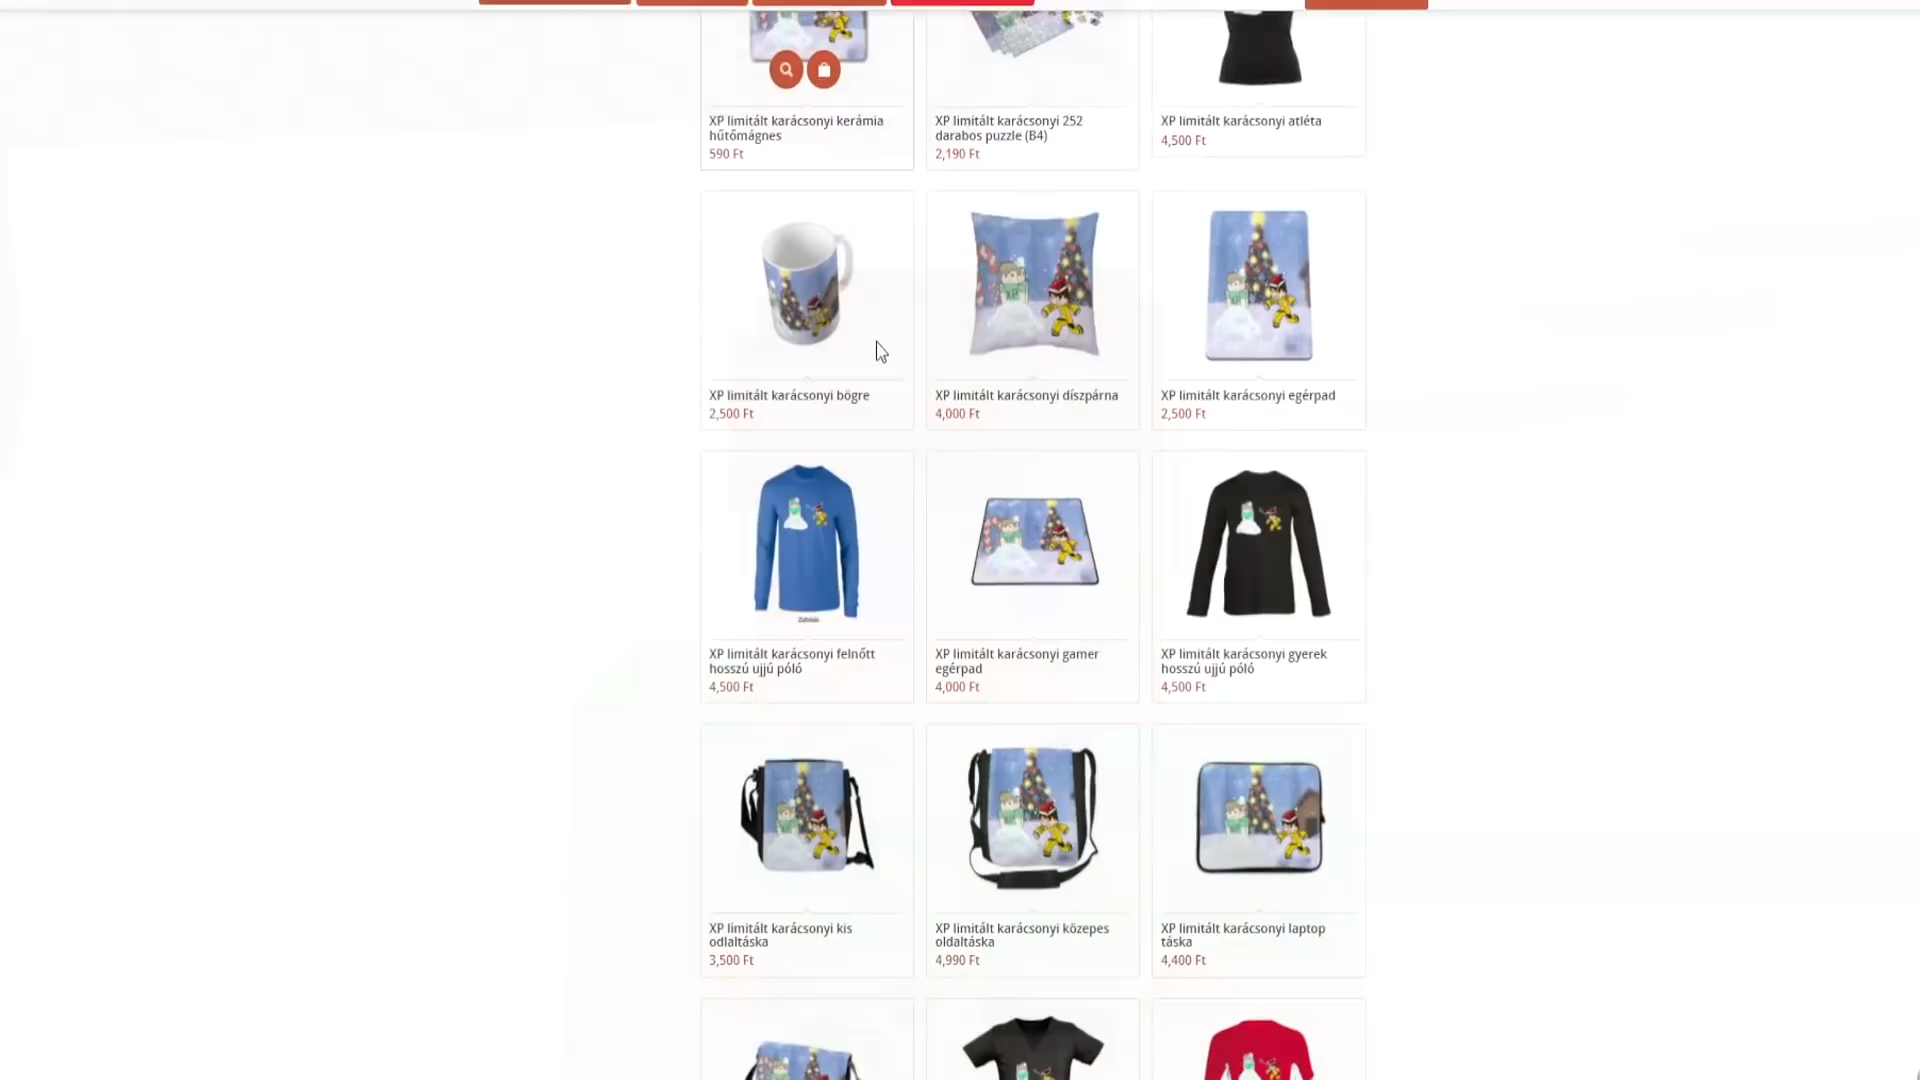 XP limitált karácsonyi kerámia
hűtőmágnes
590 Ft
XP limitált karácsonyi 252
darabos puzzle (B4)
2,190 Ft
XP limitált karácsonyi atléta
4,500 Ft
XP limitált karácsonyi bögre
2,500 Ft
XP limitált karácsonyi díszpárna
4,000 Ft
XP limitált karácsonyi egérpad
2,500 Ft
XP limitált karácsonyi felnőtt
hosszú ujjú póló
4,500 Ft
XP limitált karácsonyi gamer
egérpad
4,000 Ft
XP limitált karácsonyi gyerek
hosszú ujjú póló
4,500 Ft
XP limitált karácsonyi kis
odlaltáska
3,500 Ft
XP limitált karácsonyi közepes
oldaltáska
4,990 Ft
XP limitált karácsonyi laptop
táska
4,400 Ft